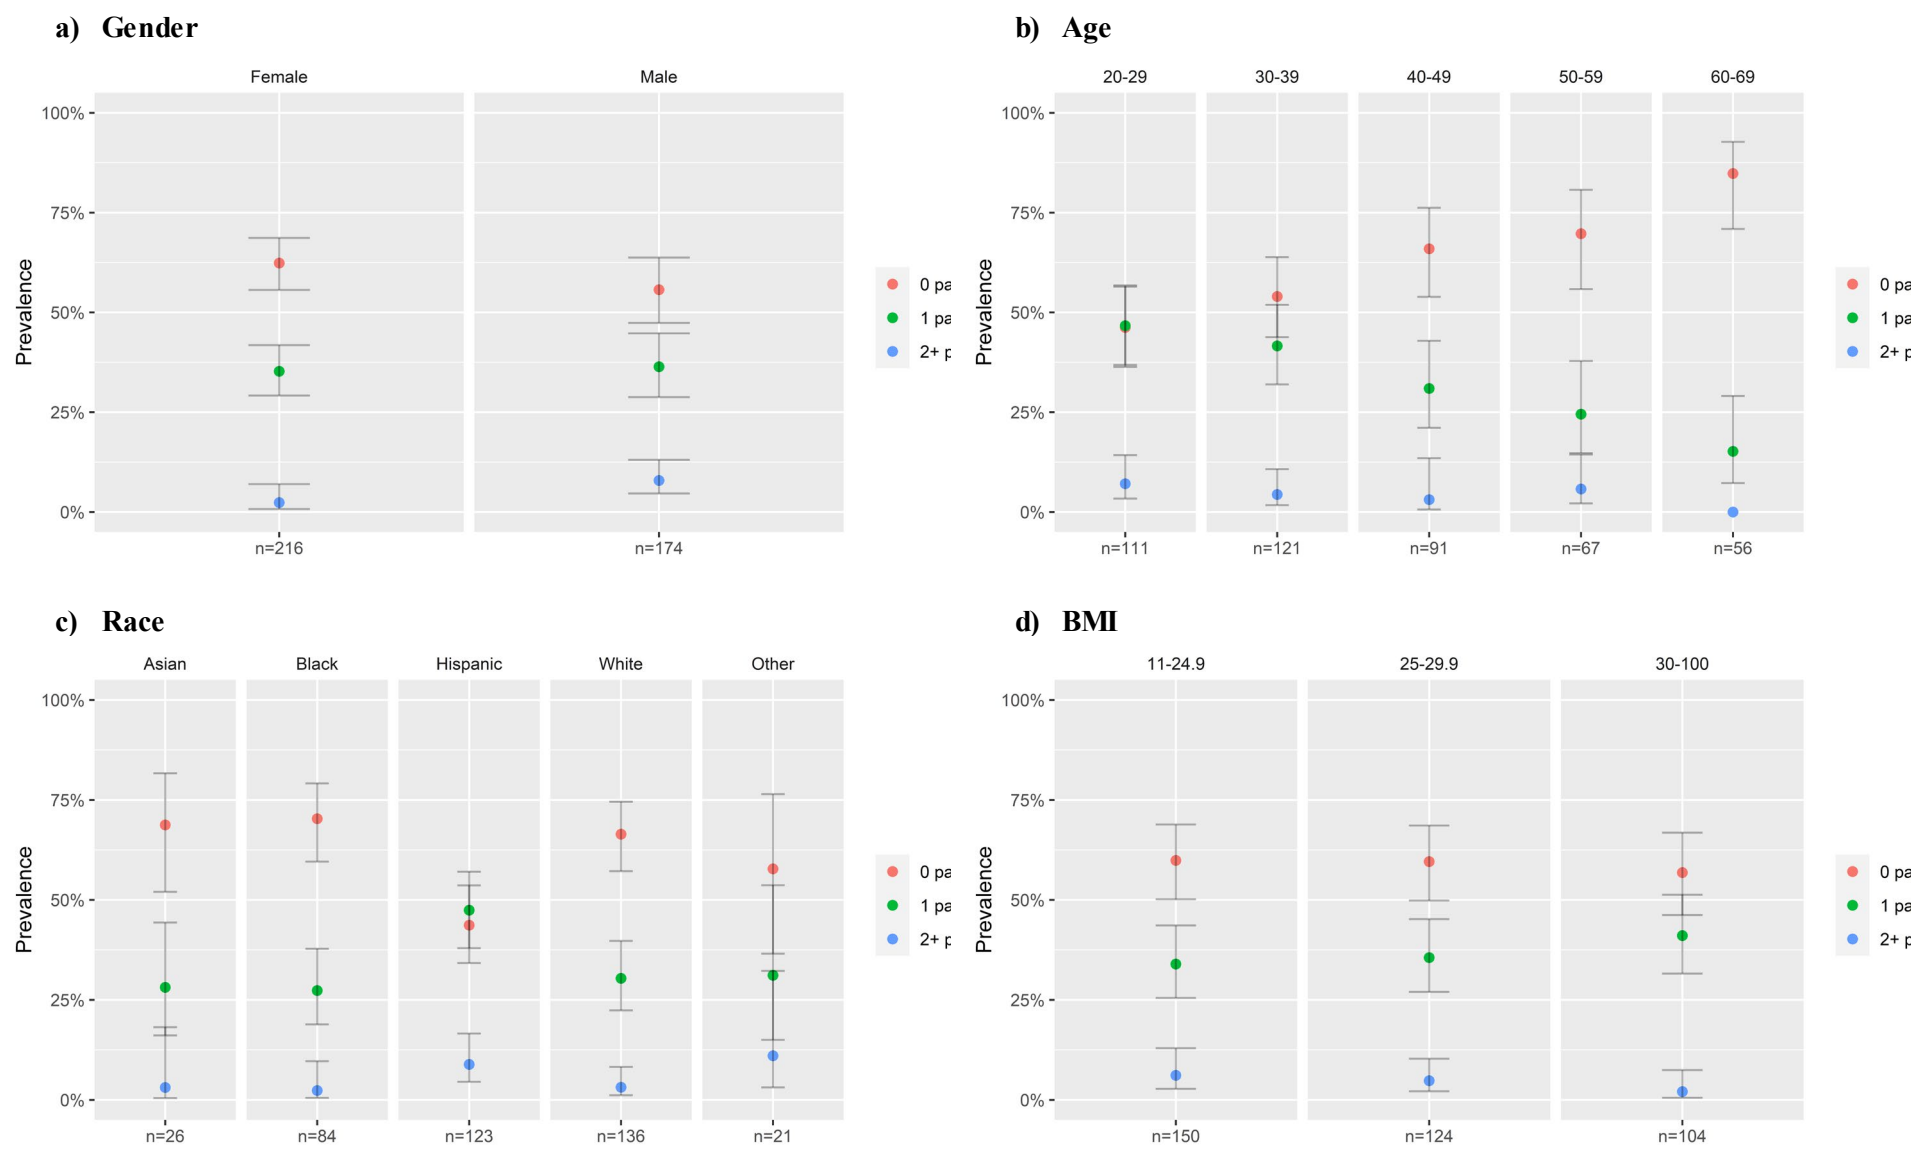 a) Gender
Female Male
100%
75%
50%
25%
0%
Prevalence
n=216 n=174
0 pa
1 pa
2+ p
b) Age
20-29 30-39 40-49 50-59 60-69
100%
75%
50%
25%
0%
Prevalence
n=111 n=121 n=91 n=67 n=56
0 pa
1 pa
2+ p
c) Race
Asian Black Hispanic White Other
100%
75%
50%
25%
0%
Prevalence
n=26 n=84 n=123 n=136 n=21
0 pa
1 pa
2+ p
d) BMI
11-24.9 25-29.9 30-100
100%
75%
50%
25%
0%
Prevalence
n=150 n=124 n=104
0 pa
1 pa
2+ p